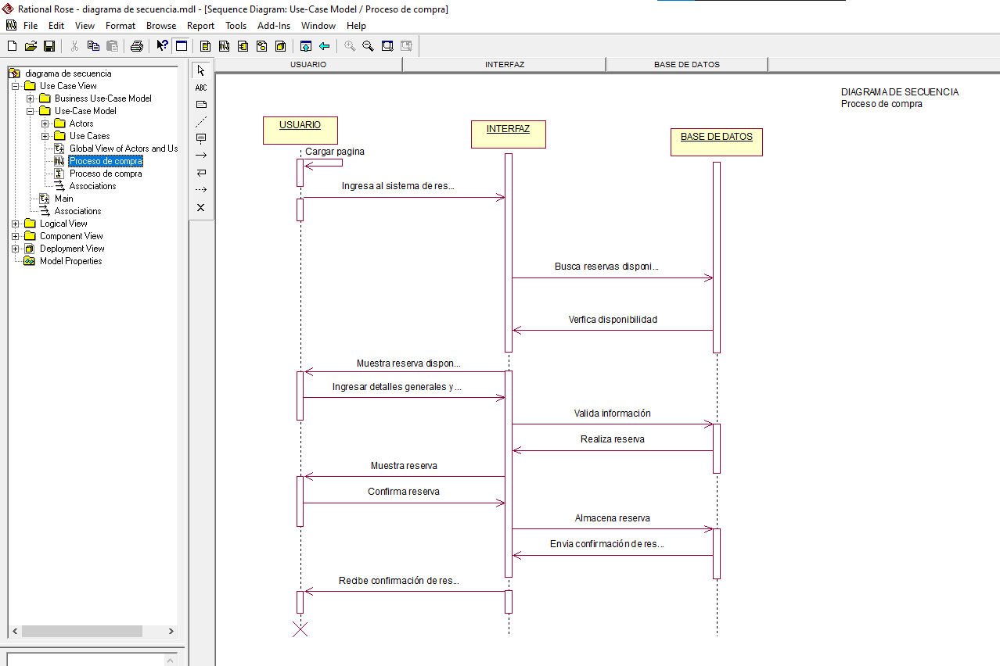 Rational Rose - diagrama de secuencia.mdl - [Sequence Diagram: Use-Case Model / Proceso de compra]
File Edit View Format Browse Report Tools Add-Ins Window Help
diagrama de secuencia
Use Case View
Business Use-Case Model
Use-Case Model
Actors
Use Cases
Global View of Actors and Us
Proceso de compra
Proceso de compra
Associations
Main
Associations
Logical View
Component View
Deployment View
Model Properties
ABC
USUARIO INTERFAZ BASE DE DATOS
DIAGRAMA DE SECUENCIA
Proceso de compra
USUARIO
INTERFAZ
BASE DE DATOS
Cargar pagina
Ingresa al sistema de res...
Busca reservas disponi...
Verfica disponibilidad
Muestra reserva dispon...
Ingresar detalles generales y...
Valida información
Realiza reserva
Muestra reserva
Confirma reserva
Almacena reserva
Envia confirmación de res...
Recibe confirmación de res...